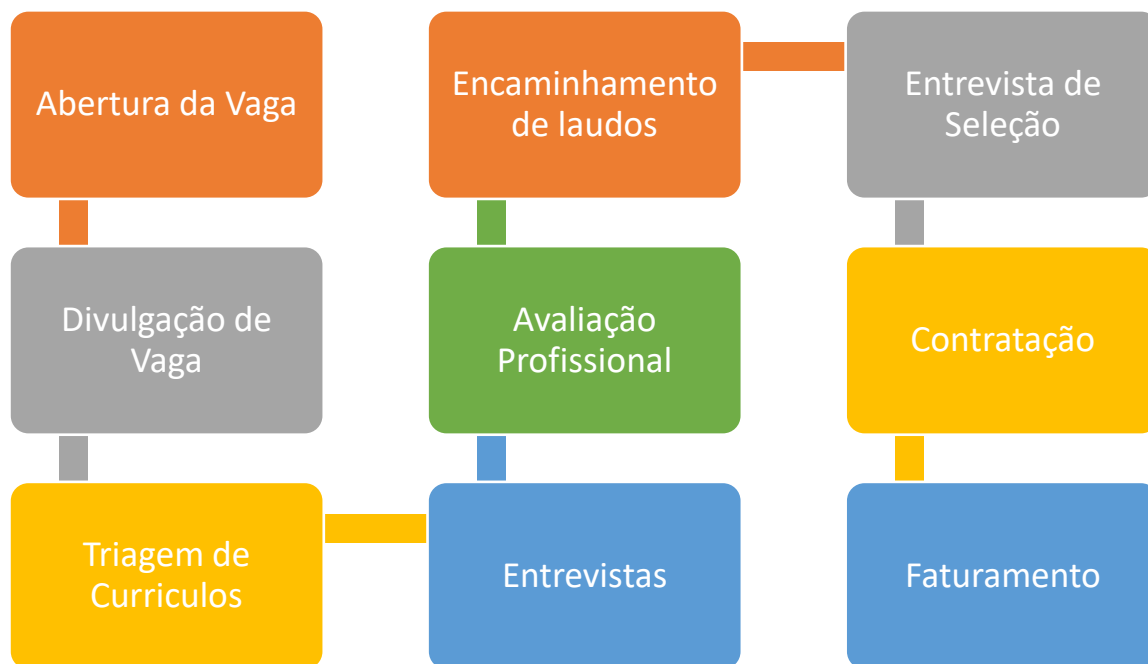 Abertura da Vaga
Divulgação de
Vaga
Triagem de
Curriculos
Entrevistas
Avaliação
Profissional
Encaminhamento
de laudos
Entrevista de
Seleção
Contratação
Faturamento